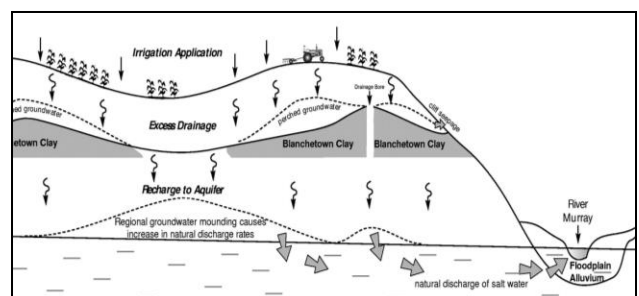 Irrigation Application
Drainage Bore
perched groundwater
cliff seepage
ed groundwater
Excess Drainage
etown Clay
Blanchetown Clay
Blanchetown Clay
Recharge to Aquifer
Regional groundwater mounding causes
increase in natural discharge rates
River
Murray
Floodplain
Alluvium
natural discharge of salt water